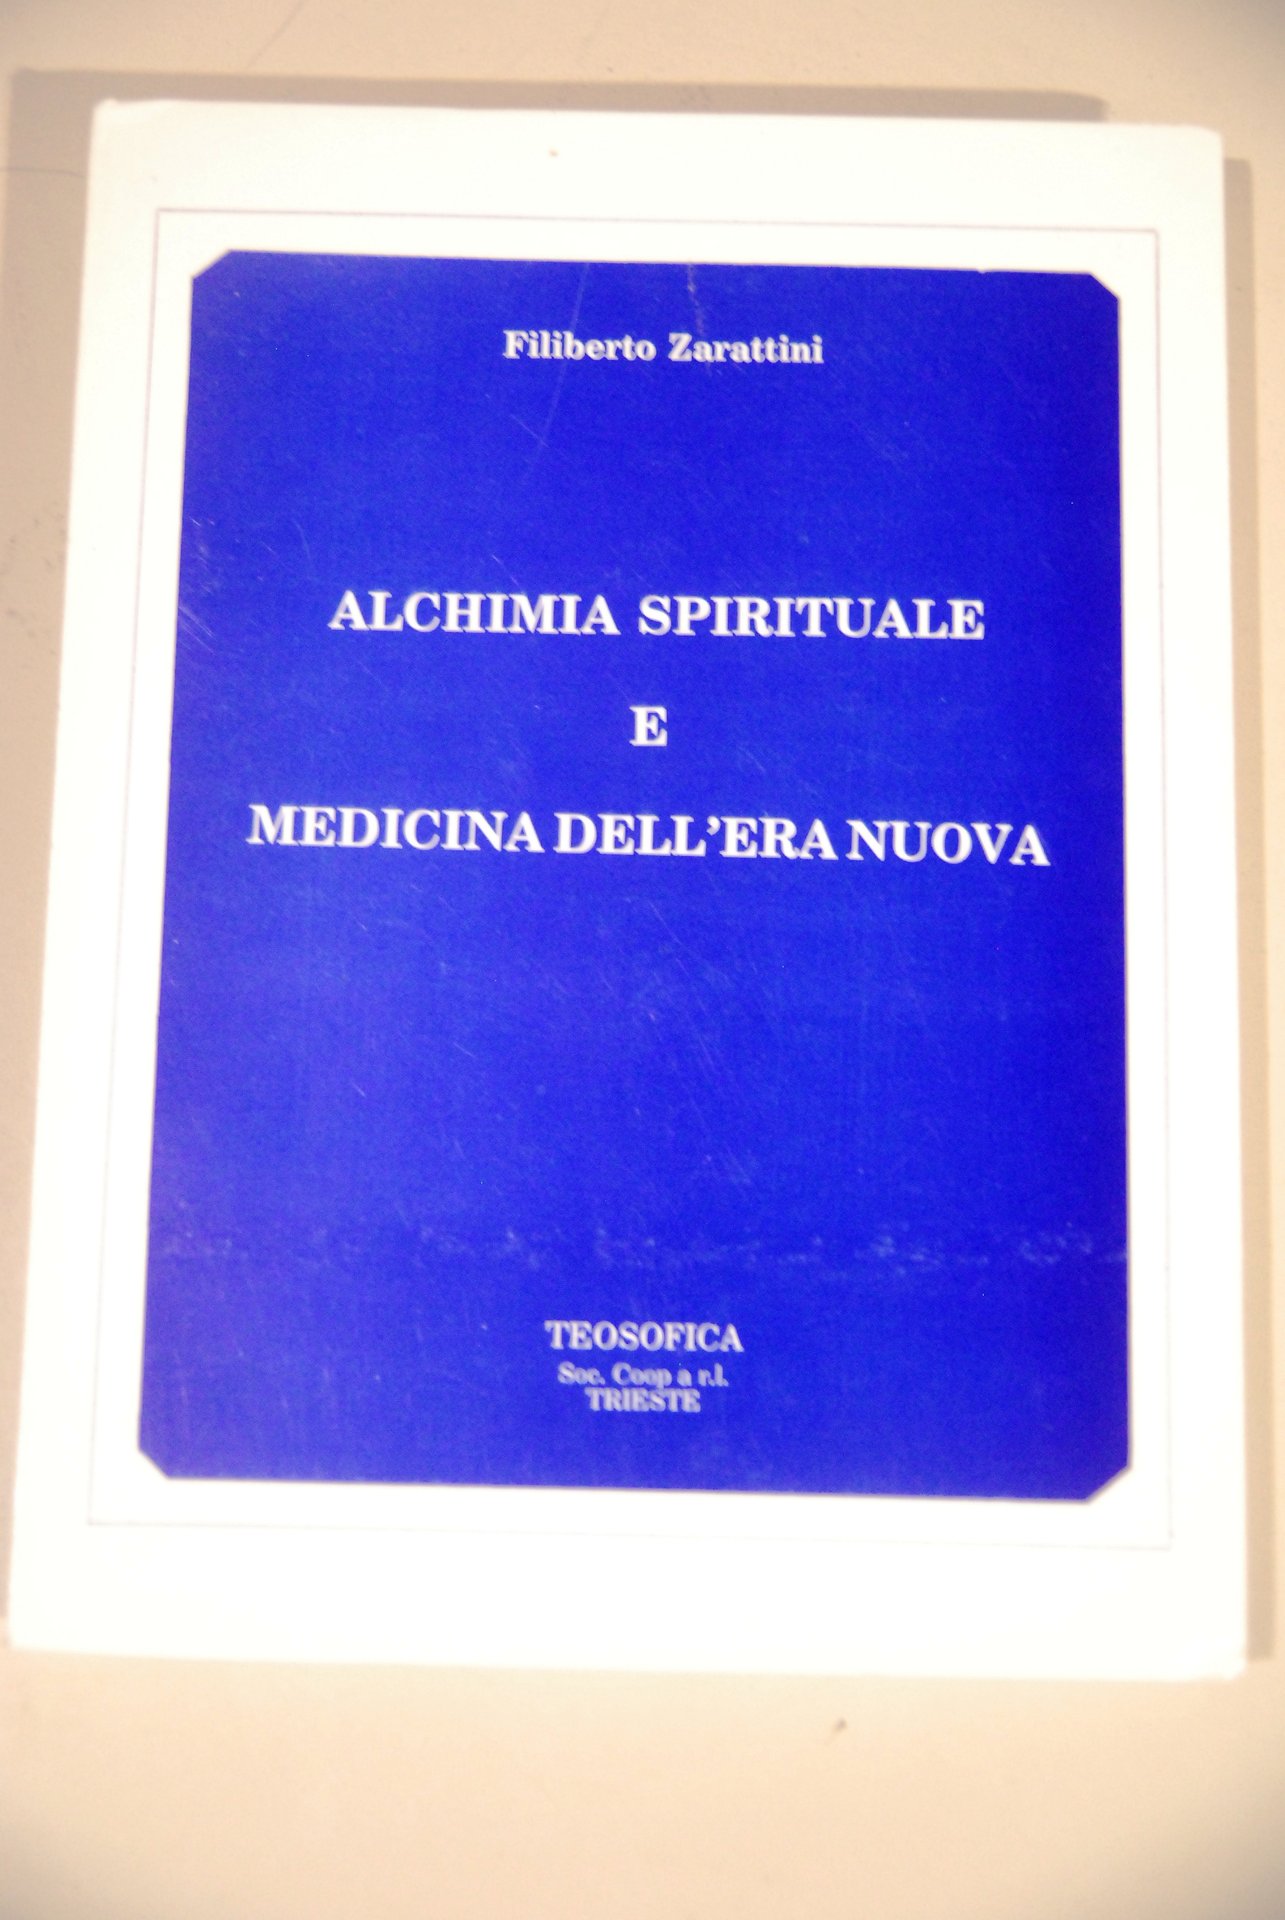 Filiberto Zarattini
ALCHIMIA SPIRITUALE
E
MEDICINA DELL'ERA NUOVA
TEOSOFICA
Soc. Coop a r.l.
TRIESTE